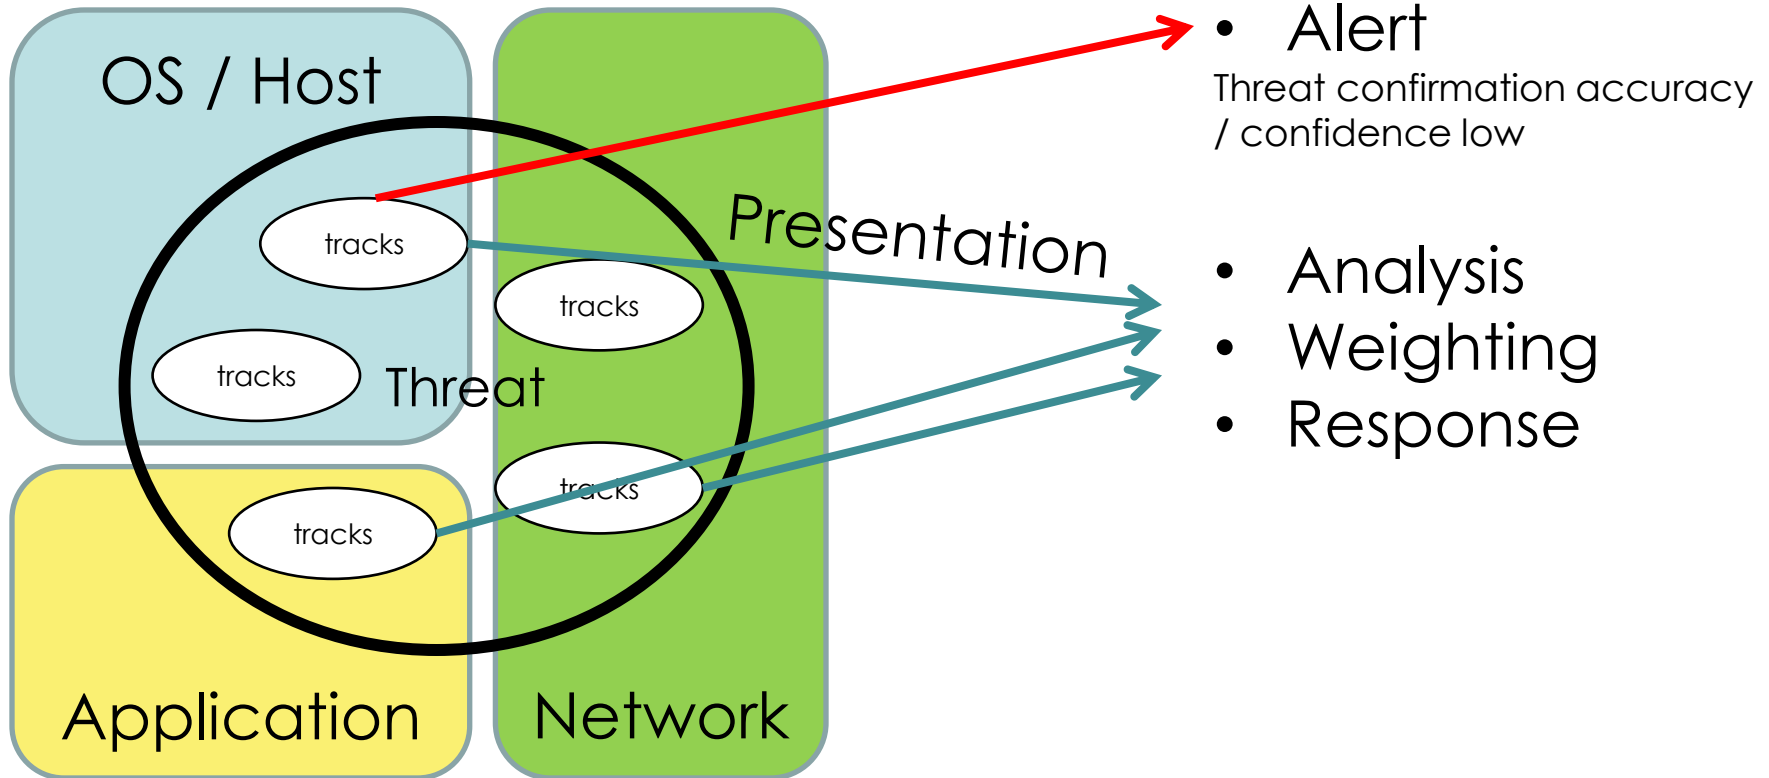 OS / Host
tracks
tracks
Threat
tracks
tracks
tracks
Application
Network
Presentation
• Alert
Threat confirmation accuracy
/ confidence low
• Analysis
• Weighting
• Response